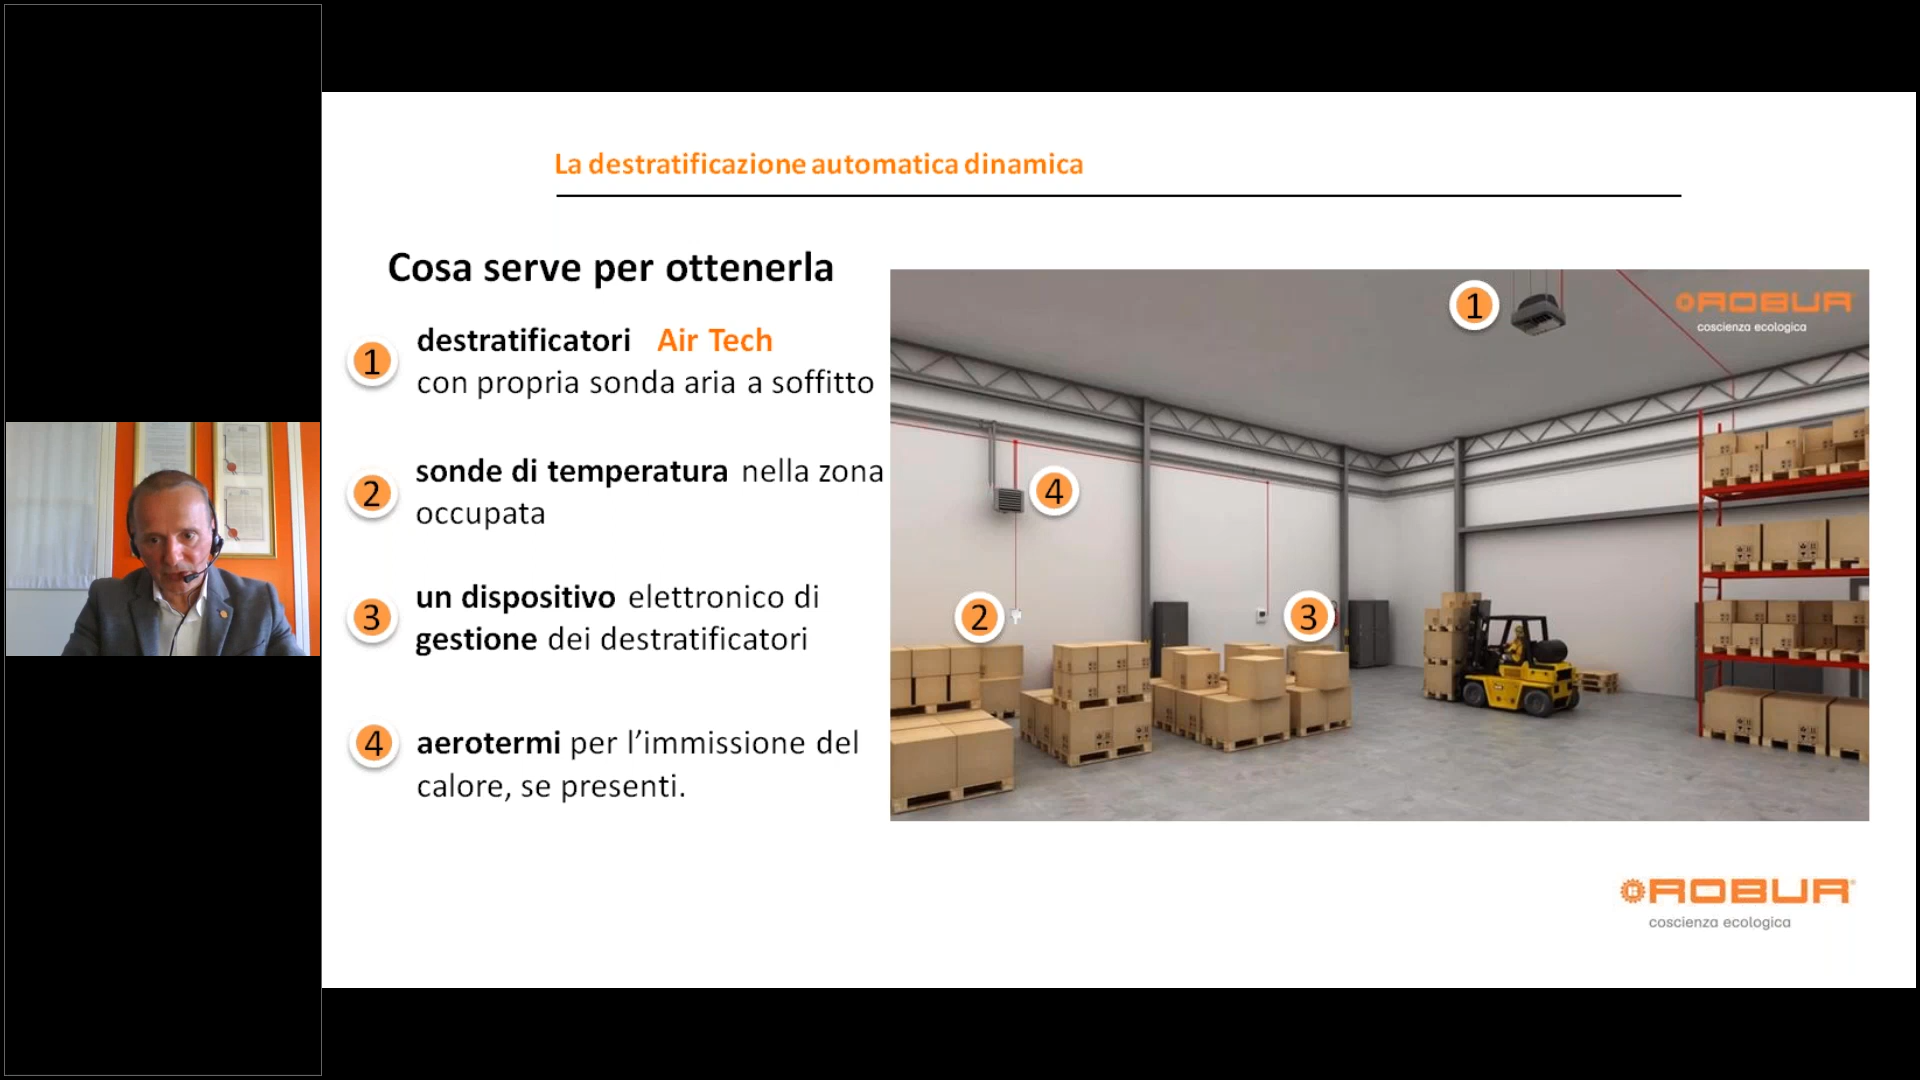 La destratificazione automatica dinamica
Cosa serve per ottenerla
1
destratificatori Air Tech
con propria sonda aria a soffitto
2
sonde di temperatura nella zona
occupata
3
un dispositivo elettronico di
gestione dei destratificatori
4
aerotermi per l’immissione del
calore, se presenti.
1
ROBUR
coscienza ecologica
4
2
3
ROBUR
coscienza ecologica